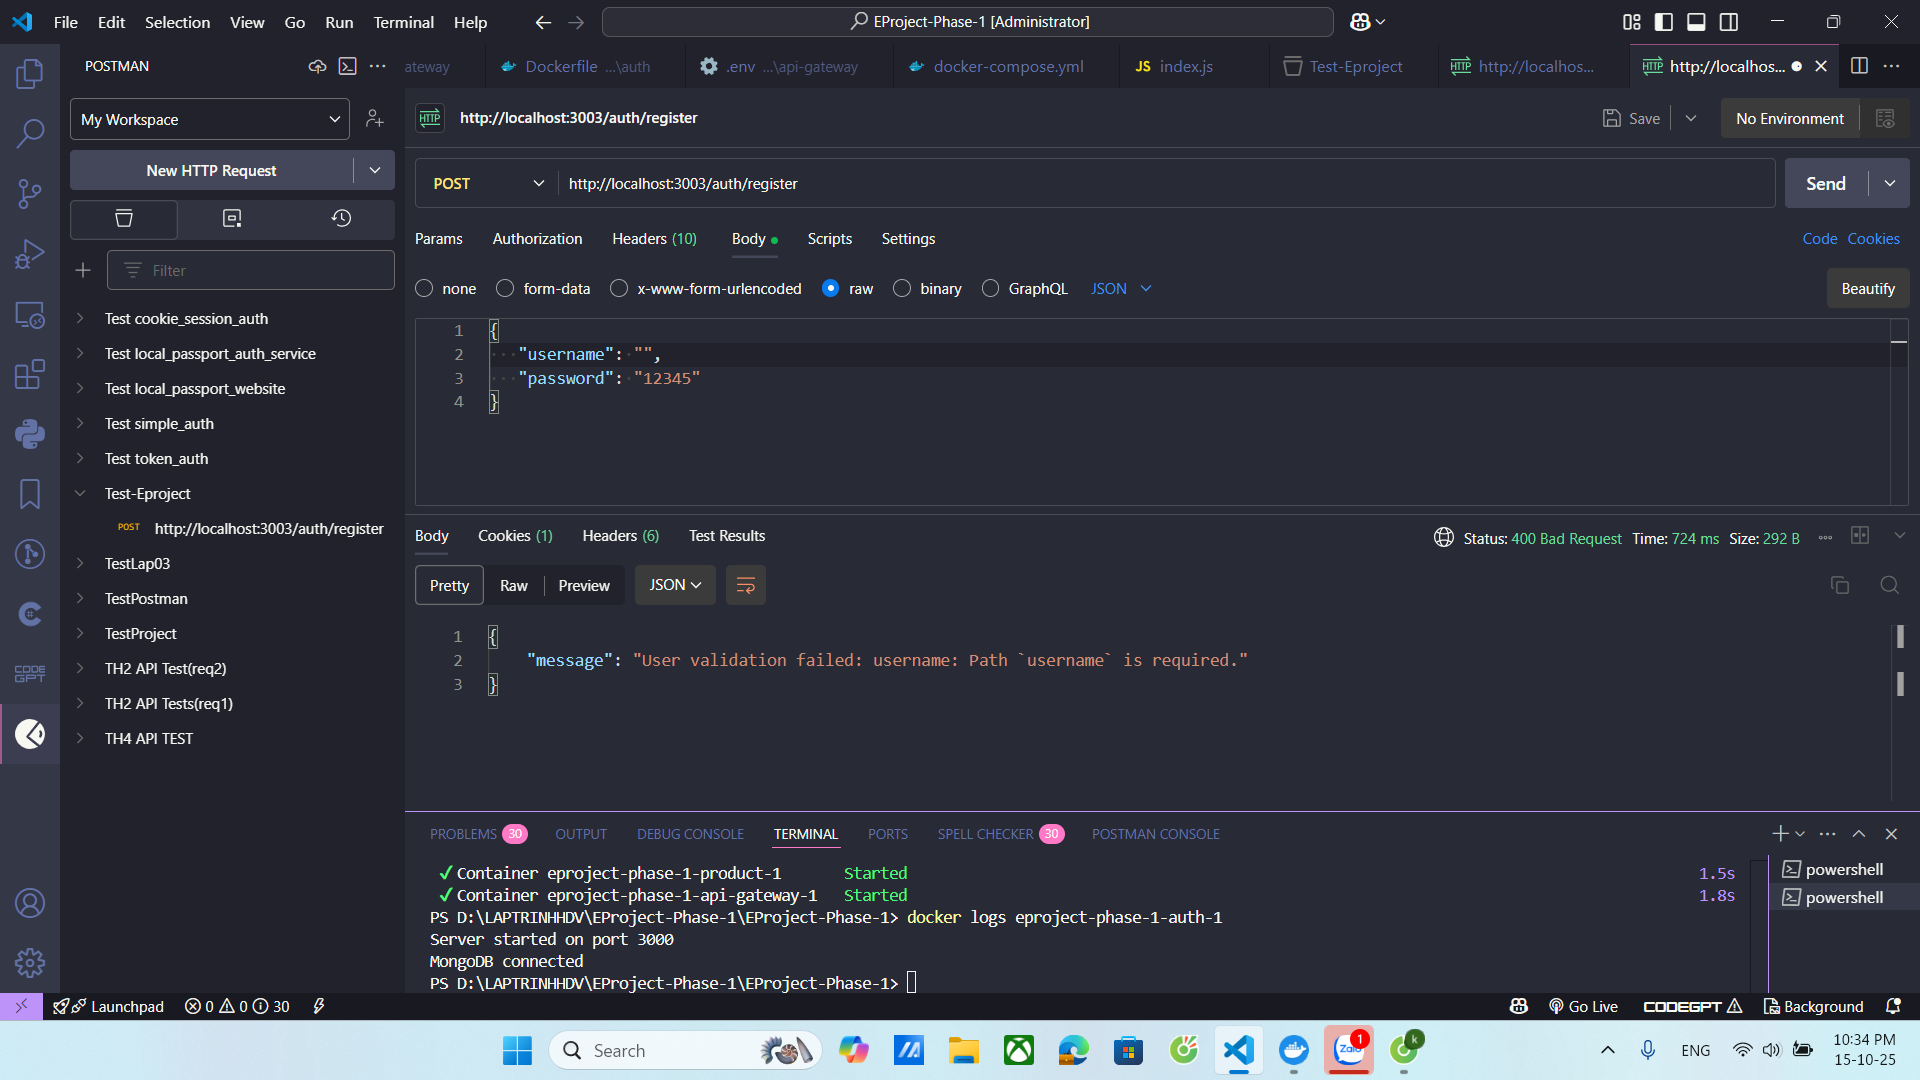 File Edit Selection View Go Run Terminal Help
EProject-Phase-1 [Administrator]
POSTMAN
ateway
Dockerfile ...\auth
.env ...\api-gateway
docker-compose.yml
JS index.js
Test-Eproject
HTTP http://localhos...
HTTP http://localhos...
My Workspace
HTTP http://localhost:3003/auth/register
Save
No Environment
New HTTP Request
POST
http://localhost:3003/auth/register
Send
Params Authorization Headers (10) Body Scripts Settings
Code Cookies
Filter
none form-data x-www-form-urlencoded raw binary GraphQL JSON
Beautify
Test cookie_session_auth
Test local_passport_auth_service
Test local_passport_website
Test simple_auth
Test token_auth
Test-Eproject
POST http://localhost:3003/auth/register
TestLap03
TestPostman
TestProject
TH2 API Test(req2)
TH2 API Tests(req1)
TH4 API TEST
CODE
GPT
1 {
2 ···"username":·"",
3 ···"password":·"12345"
4 }
Body Cookies (1) Headers (6) Test Results
Status: 400 Bad Request Time: 724 ms Size: 292 B
Pretty Raw Preview JSON
1 {
2 "message": "User validation failed: username: Path `username` is required."
3 }
PROBLEMS 30 OUTPUT DEBUG CONSOLE TERMINAL PORTS SPELL CHECKER 30 POSTMAN CONSOLE
✓Container eproject-phase-1-product-1 Started 1.5s
✓Container eproject-phase-1-api-gateway-1 Started 1.8s
PS D:\LAPTRINHHDV\EProject-Phase-1\EProject-Phase-1> docker logs eproject-phase-1-auth-1
Server started on port 3000
MongoDB connected
PS D:\LAPTRINHHDV\EProject-Phase-1\EProject-Phase-1>
powershell
powershell
Launchpad 0 0 30
Go Live CODEGPT Background
Search
Zalo 1
k
ENG
10:34 PM
15-10-25